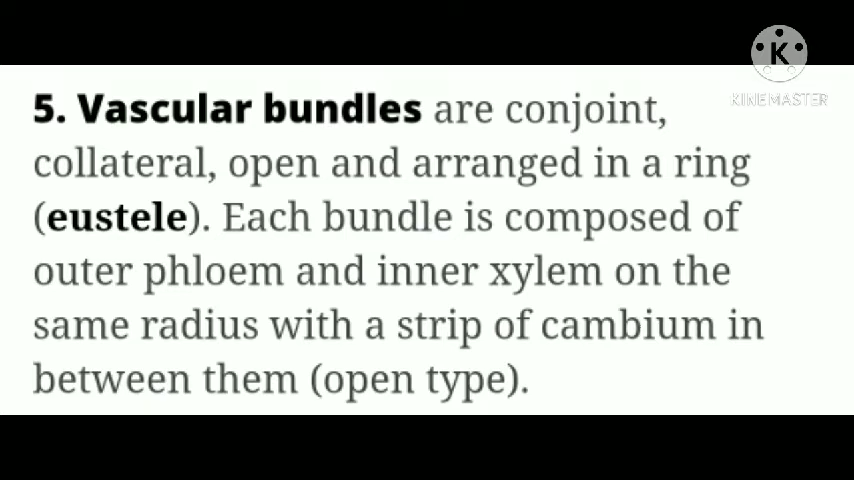 K
KINEMASTER
5. Vascular bundles are conjoint,
collateral, open and arranged in a ring
(eustele). Each bundle is composed of
outer phloem and inner xylem on the
same radius with a strip of cambium in
between them (open type).